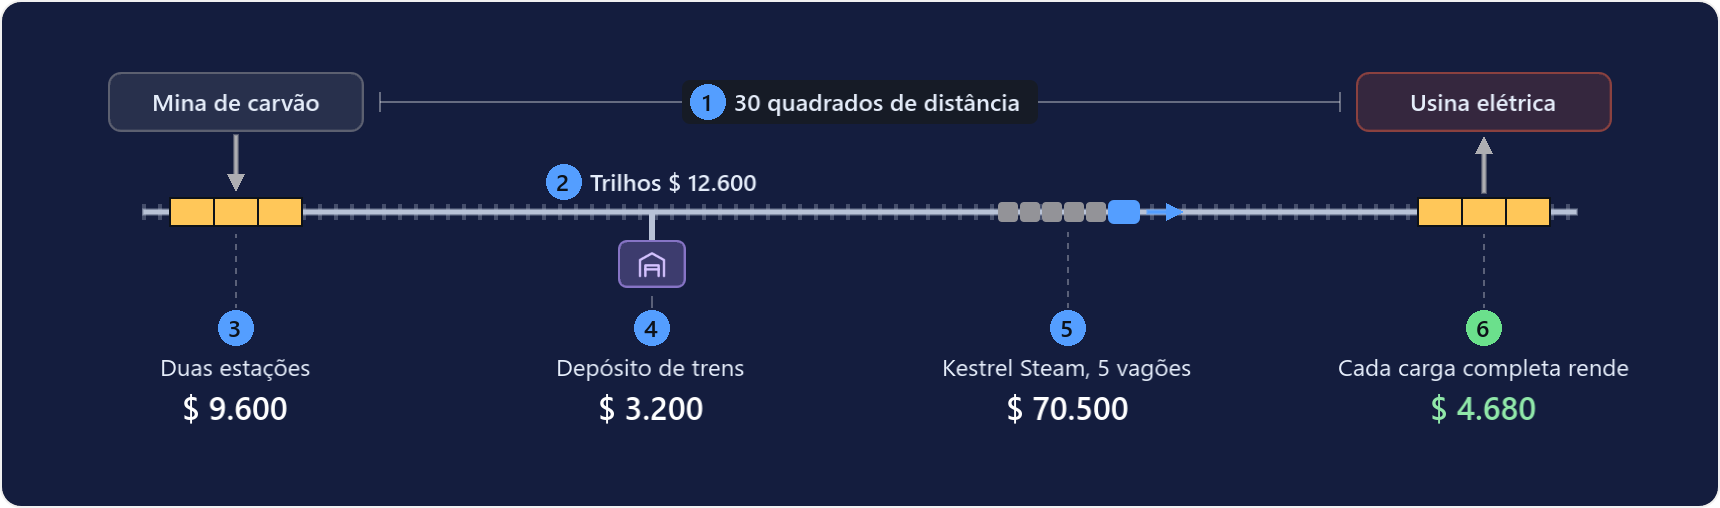 Mina de carvão
1 30 quadrados de distância
Usina elétrica
2 Trilhos $ 12.600
3
Duas estações
$ 9.600
4
Depósito de trens
$ 3.200
5
Kestrel Steam, 5 vagões
$ 70.500
6
Cada carga completa rende
$ 4.680